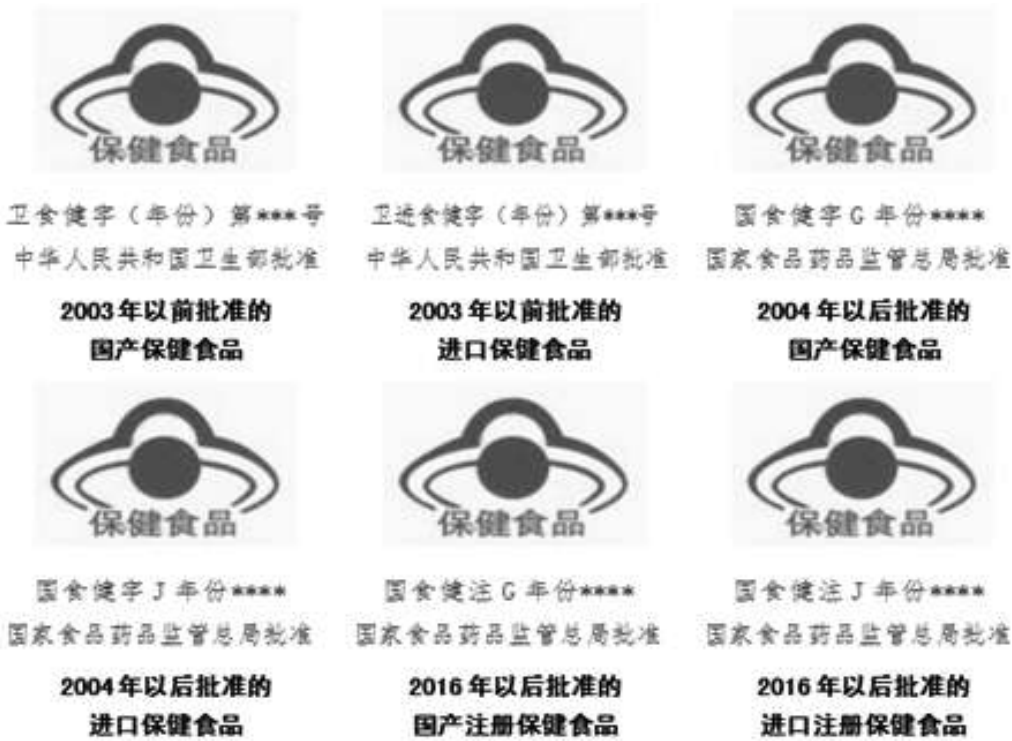 保健食品
卫食健字（年份）第***号
中华人民共和国卫生部批准
2003年以前批准的
国产保健食品
保健食品
卫进食健字（年份）第***号
中华人民共和国卫生部批准
2003年以前批准的
进口保健食品
保健食品
国食健字G年份****
国家食品药品监管总局批准
2004年以后批准的
国产保健食品
保健食品
国食健字J年份****
国家食品药品监管总局批准
2004年以后批准的
进口保健食品
保健食品
国食健注G年份****
国家食品药品监管总局批准
2016年以后批准的
国产注册保健食品
保健食品
国食健注J年份****
国家食品药品监管总局批准
2016年以后批准的
进口注册保健食品